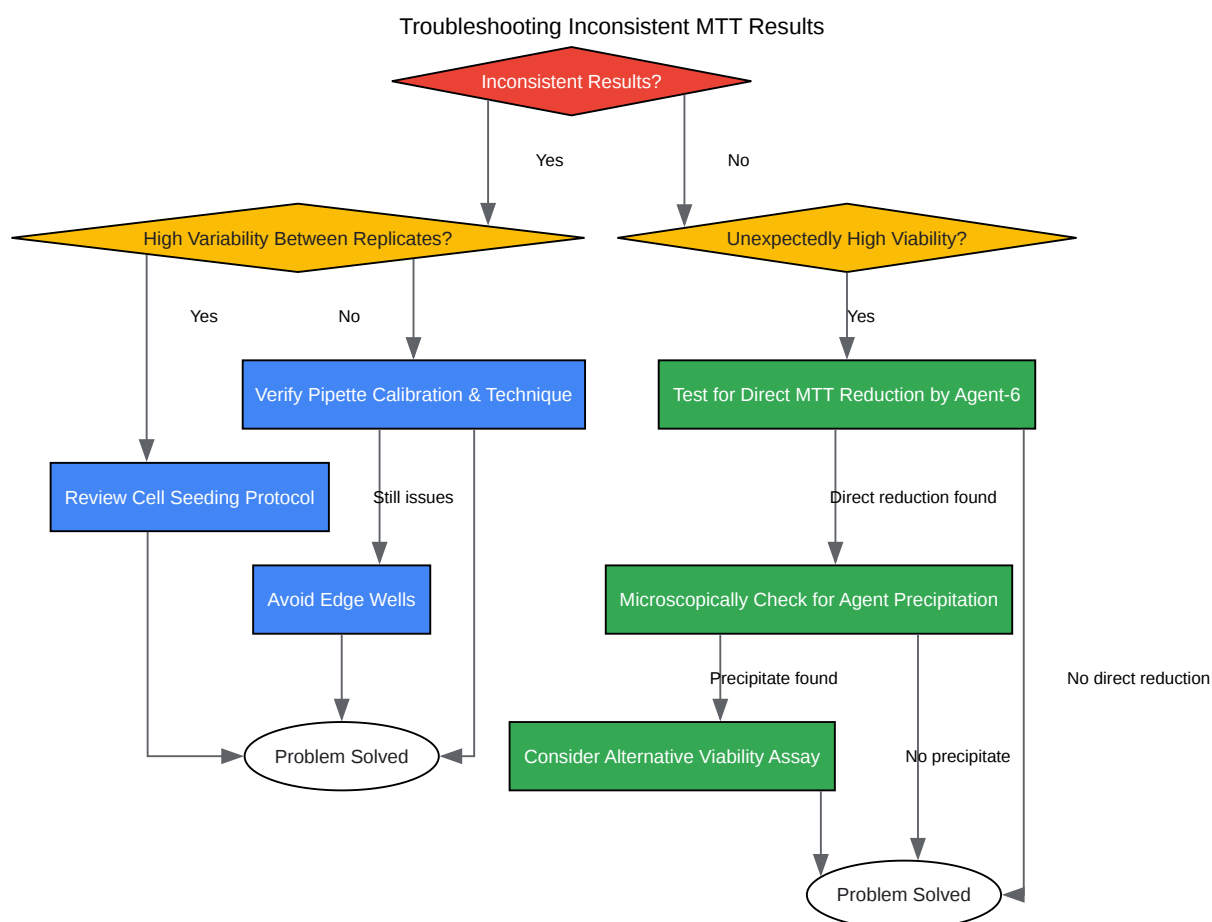 Troubleshooting Inconsistent MTT Results
Inconsistent Results?
Yes
No
High Variability Between Replicates?
Unexpectedly High Viability?
Yes
No
Yes
Verify Pipette Calibration & Technique
Test for Direct MTT Reduction by Agent-6
Review Cell Seeding Protocol
Still issues
Direct reduction found
Avoid Edge Wells
Microscopically Check for Agent Precipitation
Precipitate found
No direct reduction
Problem Solved
Consider Alternative Viability Assay
No precipitate
Problem Solved